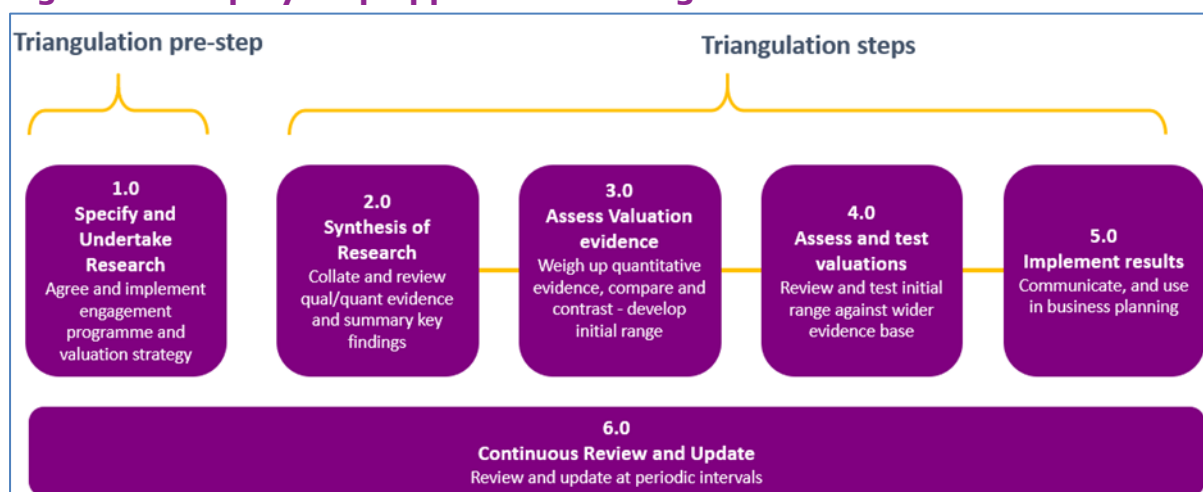 Triangulation pre-step
Triangulation steps
1.0
Specify and
Undertake
Research
Agree and implement
engagement
programme and
valuation strategy
2.0
Synthesis of
Research
Collate and review
qual/quant evidence
and summary key
findings
3.0
Assess Valuation
evidence
Weigh up quantitative
evidence, compare and
contrast - develop
initial range
4.0
Assess and test
valuations
Review and test initial
range against wider
evidence base
5.0
Implement results
Communicate, and use
in business planning
6.0
Continuous Review and Update
Review and update at periodic intervals